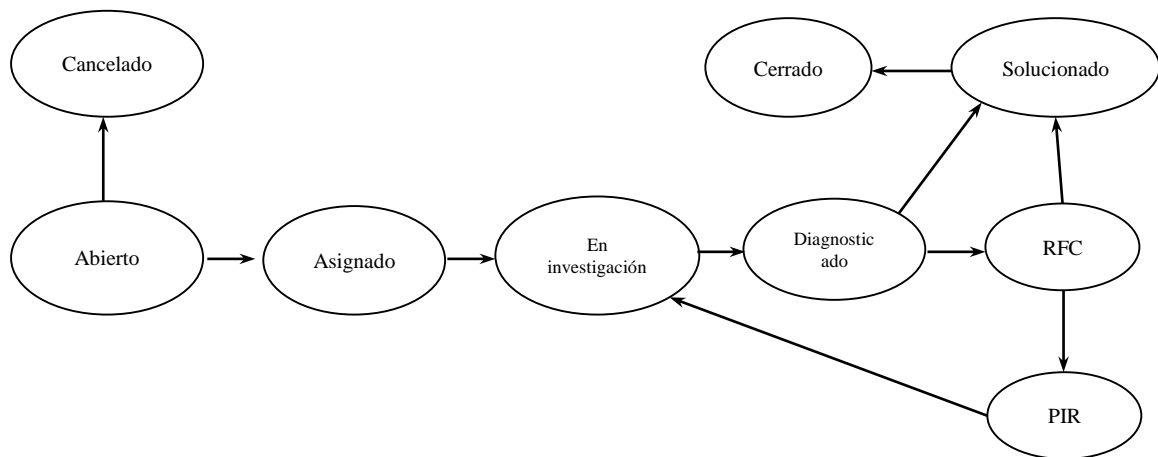 Cancelado
Cerrado
Solucionado
Abierto
Asignado
En
investigación
Diagnostic
ado
RFC
PIR